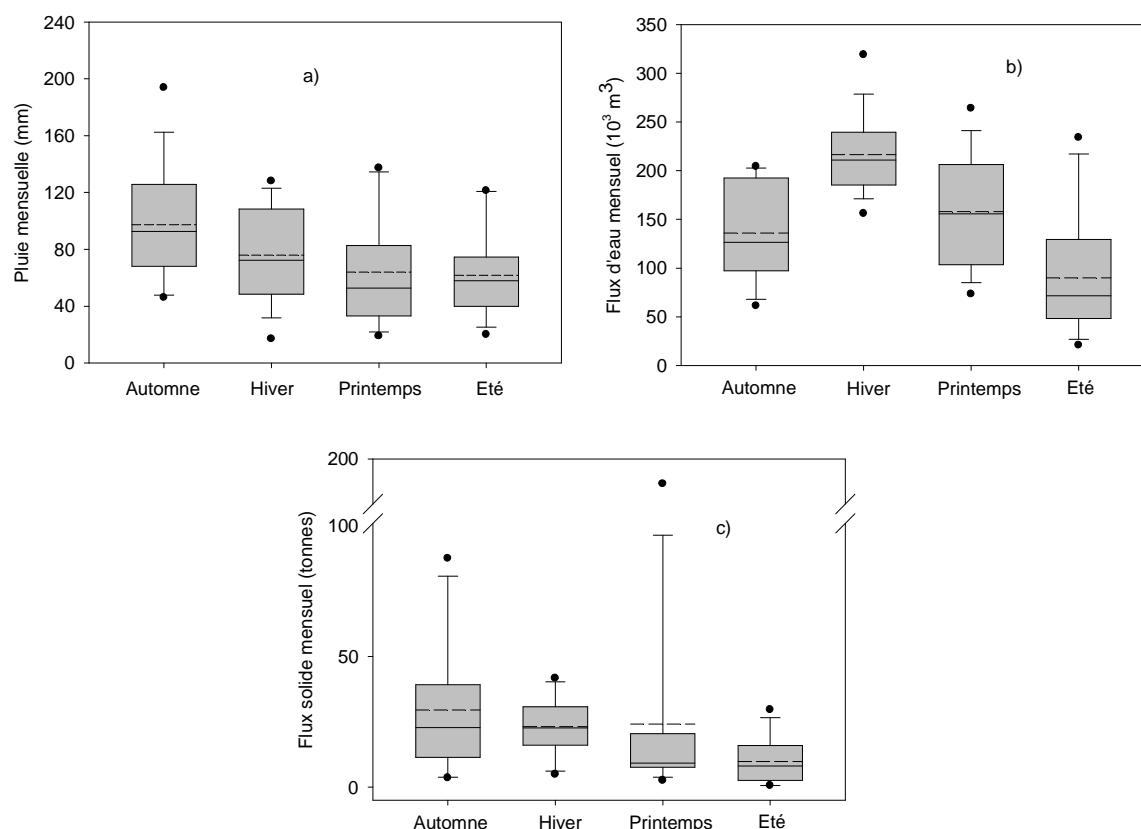 a)
Pluie mensuelle (mm)
240
200
160
120
80
40
0
Automne Hiver Printemps Eté
b)
Flux d'eau mensuel (10³ m³)
350
300
250
200
150
100
50
0
Automne Hiver Printemps Eté
c)
Flux solide mensuel (tonnes)
200
100
50
0
Automne Hiver Printemps Eté